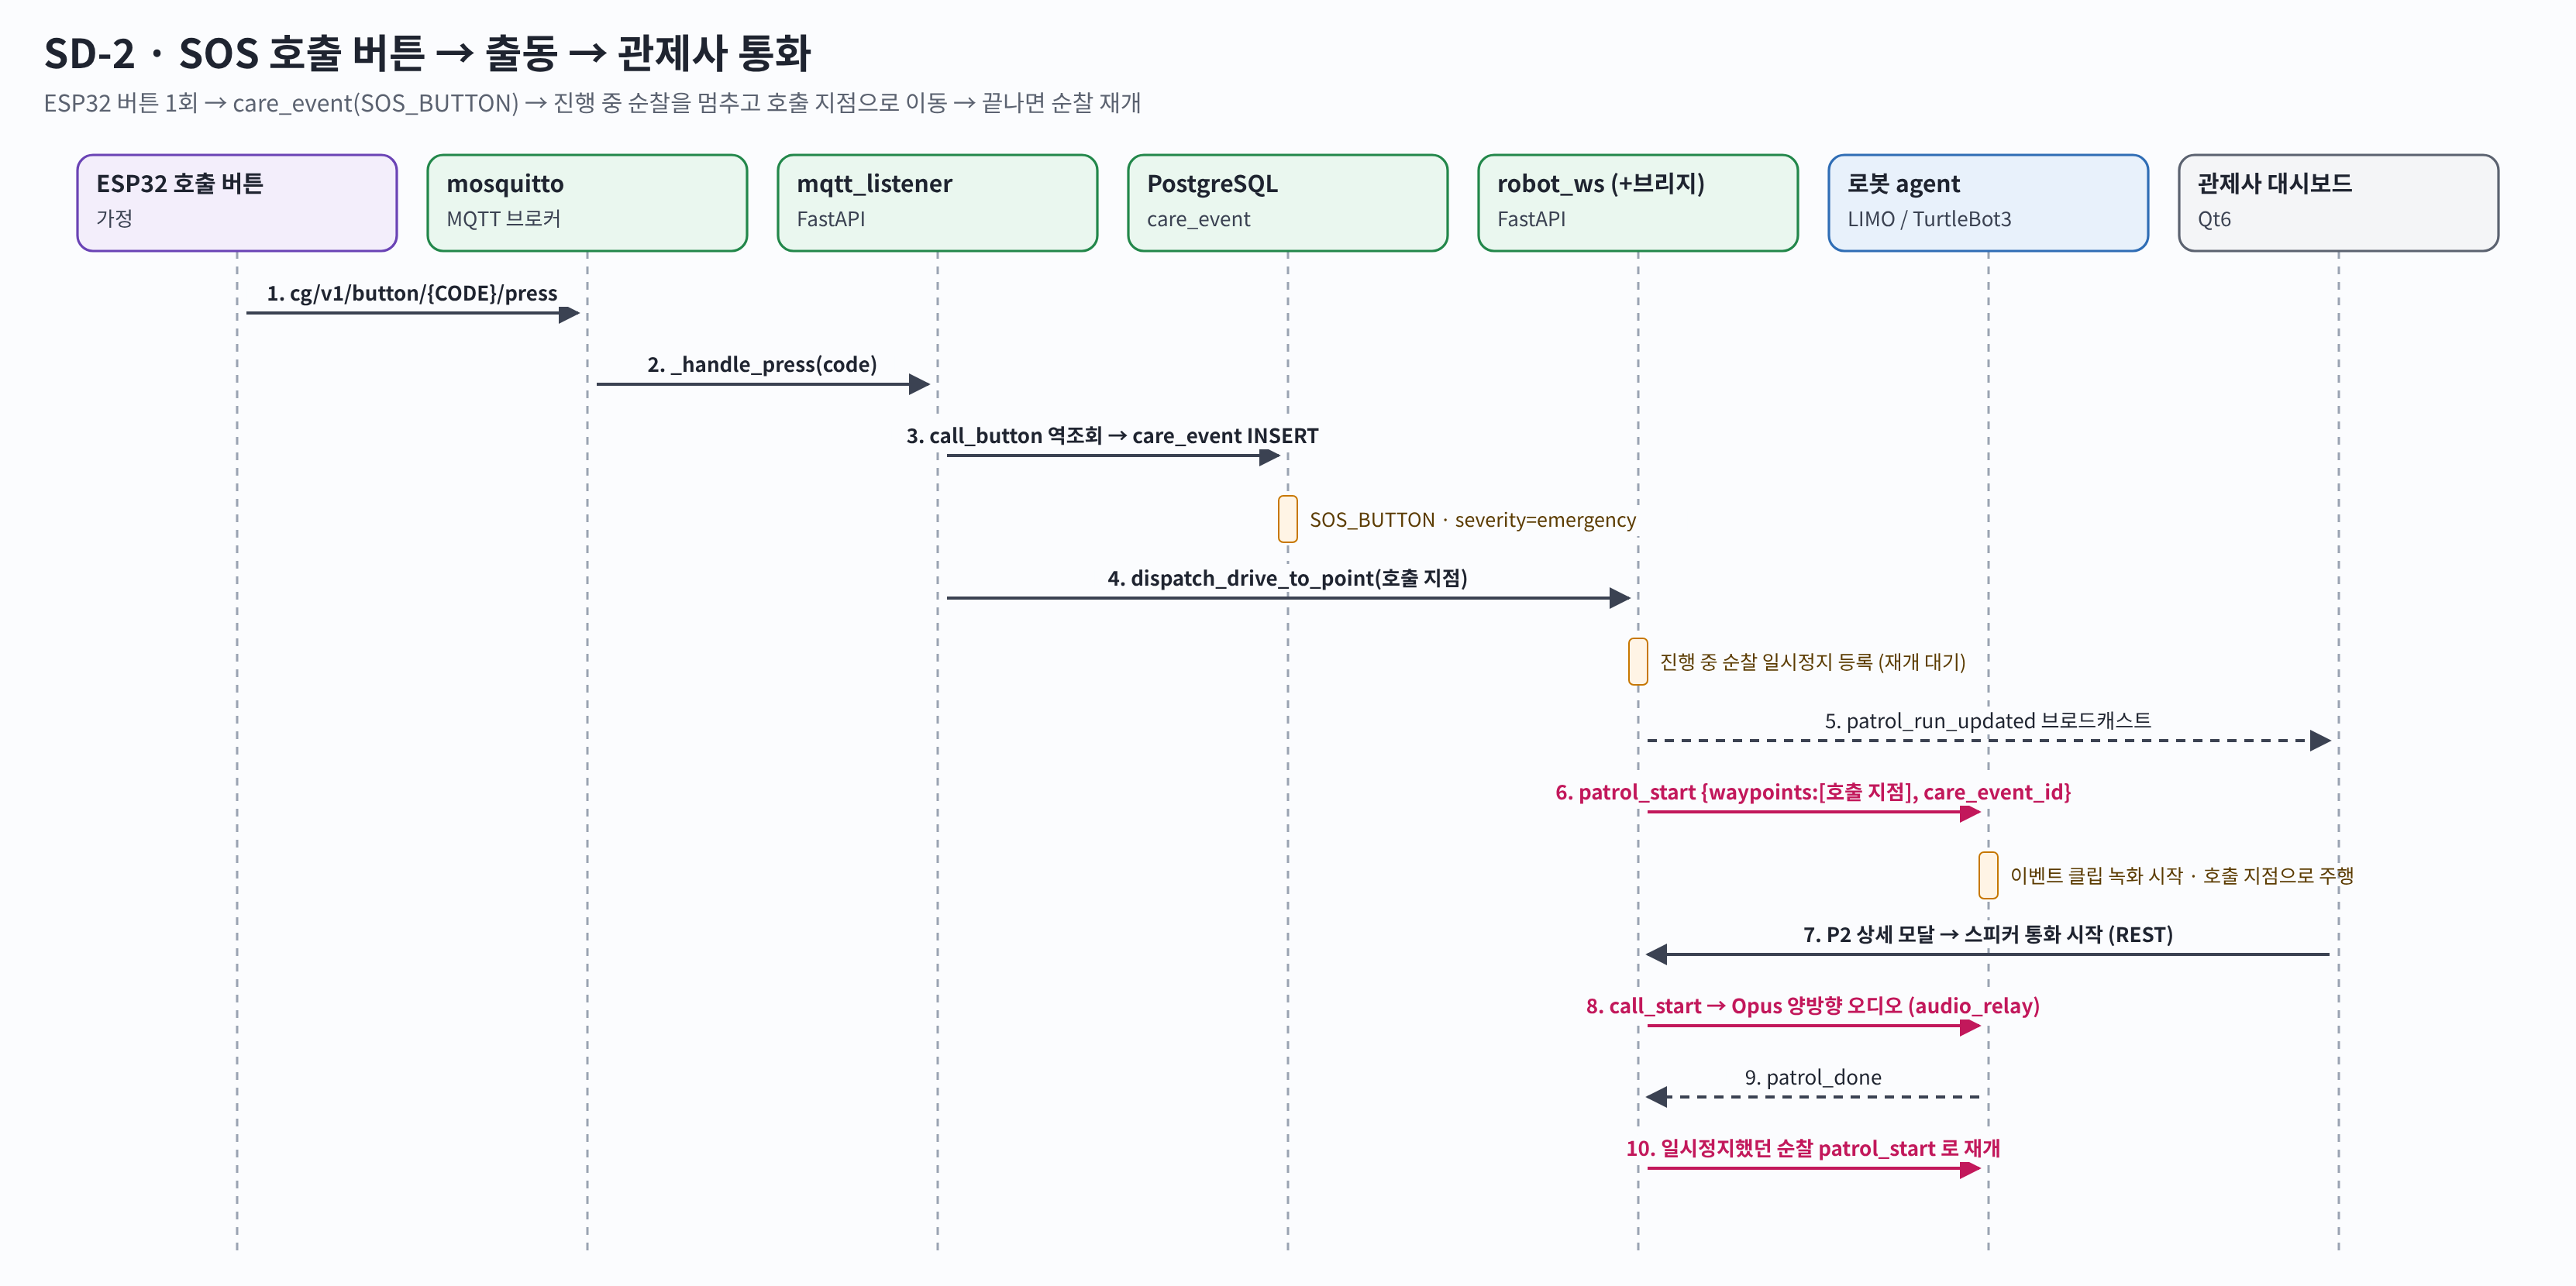 SD-2 · SOS 호출 버튼 → 출동 → 관제사 통화
ESP32 버튼 1회 → care_event(SOS_BUTTON) → 진행 중 순찰을 멈추고 호출 지점으로 이동 → 끝나면 순찰 재개
ESP32 호출 버튼
가정
mosquitto
MQTT 브로커
mqtt_listener
FastAPI
PostgreSQL
care_event
robot_ws (+브리지)
FastAPI
로봇 agent
LIMO / TurtleBot3
관제사 대시보드
Qt6
1. cg/v1/button/{CODE}/press
2. _handle_press(code)
3. call_button 역조회 → care_event INSERT
SOS_BUTTON · severity=emergency
4. dispatch_drive_to_point(호출 지점)
진행 중 순찰 일시정지 등록 (재개 대기)
5. patrol_run_updated 브로드캐스트
6. patrol_start {waypoints:[호출 지점], care_event_id}
이벤트 클립 녹화 시작 · 호출 지점으로 주행
7. P2 상세 모달 → 스피커 통화 시작 (REST)
8. call_start → Opus 양방향 오디오 (audio_relay)
9. patrol_done
10. 일시정지했던 순찰 patrol_start 로 재개